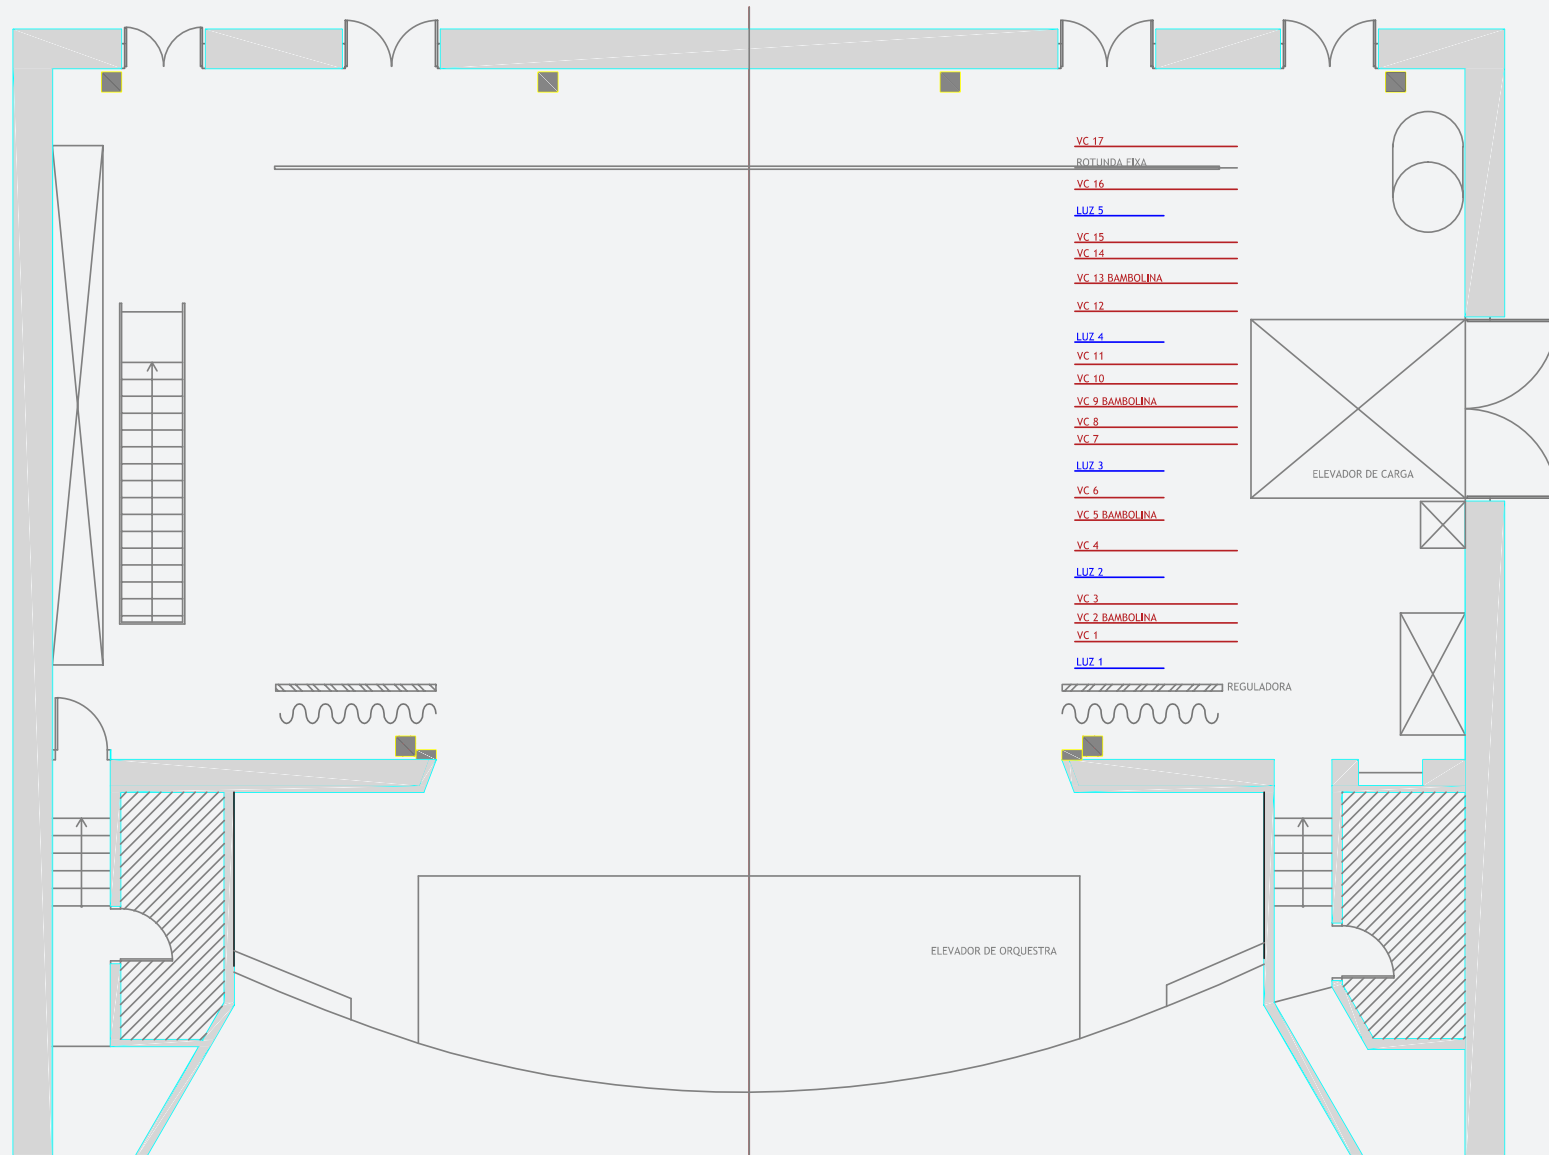 VC 17
ROTUNDA FIXA
VC 16
LUZ 5
VC 15
VC 14
VC 13 BAMBOLINA
VC 12
LUZ 4
VC 11
VC 10
VC 9 BAMBOLINA
VC 8
VC 7
LUZ 3
ELEVADOR DE CARGA
VC 6
VC 5 BAMBOLINA
VC 4
LUZ 2
VC 3
VC 2 BAMBOLINA
VC 1
LUZ 1
REGULADORA
ELEVADOR DE ORQUESTRA